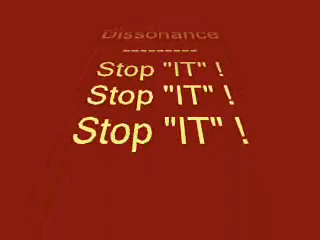 Dissonance
---------
Stop "IT" !
Stop "IT" !
Stop "IT" !